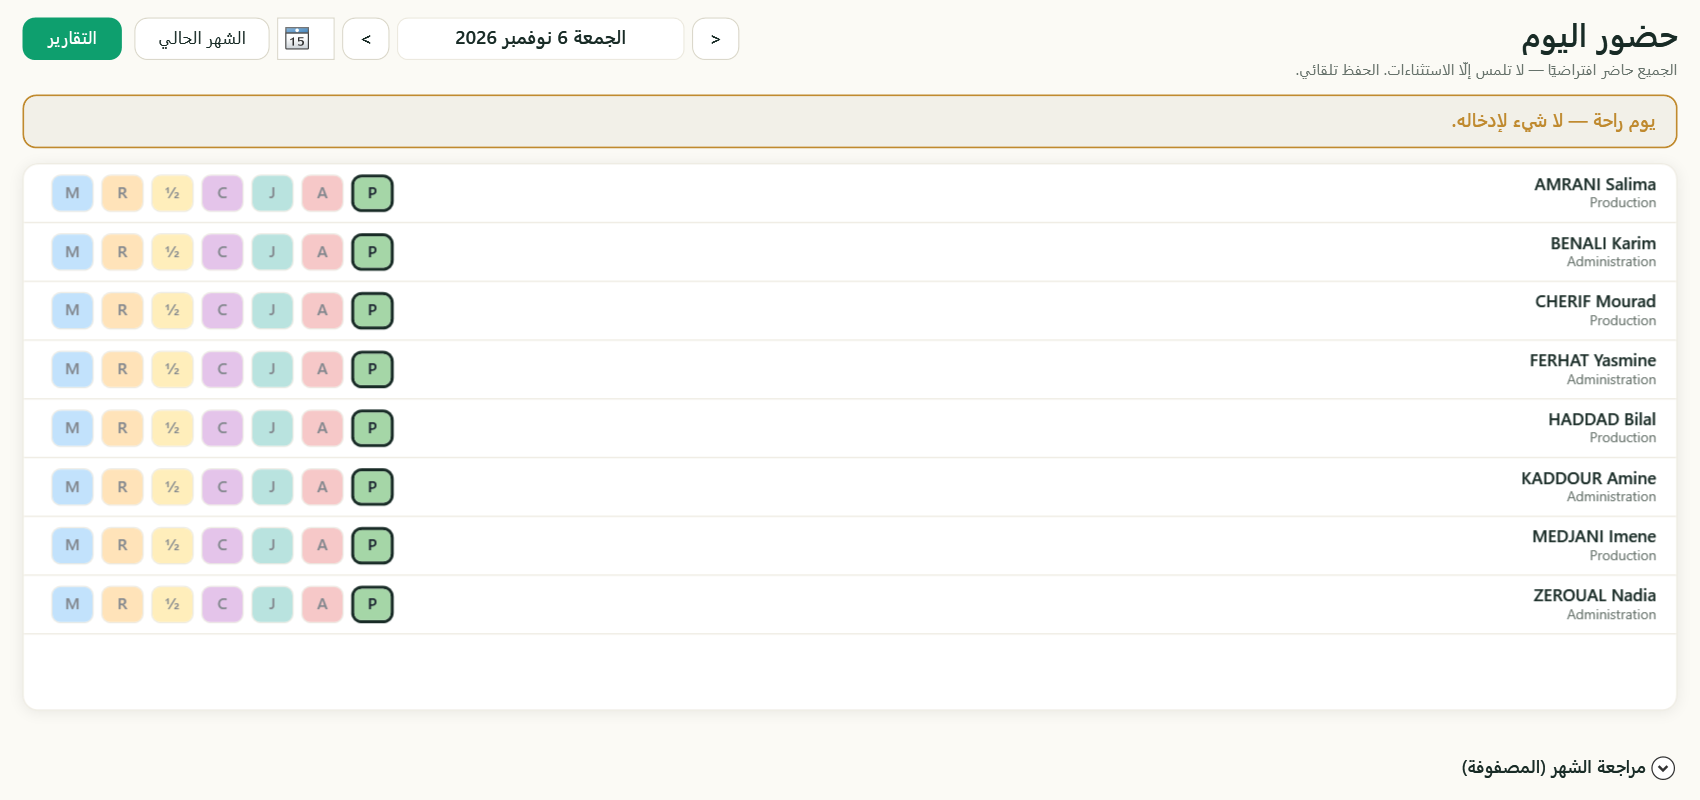 حضور اليوم
الجميع حاضر افتراضيًا — لا تلمس إلّا الاستثناءات. الحفظ تلقائي.
< الجمعة 6 نوفمبر 2026 > 15 الشهر الحالي التقارير
يوم راحة — لا شيء لإدخاله.
AMRANI Salima
Production
P A J C ½ R M
BENALI Karim
Administration
P A J C ½ R M
CHERIF Mourad
Production
P A J C ½ R M
FERHAT Yasmine
Administration
P A J C ½ R M
HADDAD Bilal
Production
P A J C ½ R M
KADDOUR Amine
Administration
P A J C ½ R M
MEDJANI Imene
Production
P A J C ½ R M
ZEROUAL Nadia
Administration
P A J C ½ R M
مراجعة الشهر (المصفوفة)